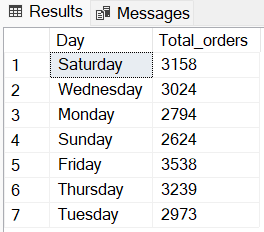 Results Messages
Day Total_orders
1 Saturday 3158
2 Wednesday 3024
3 Monday 2794
4 Sunday 2624
5 Friday 3538
6 Thursday 3239
7 Tuesday 2973